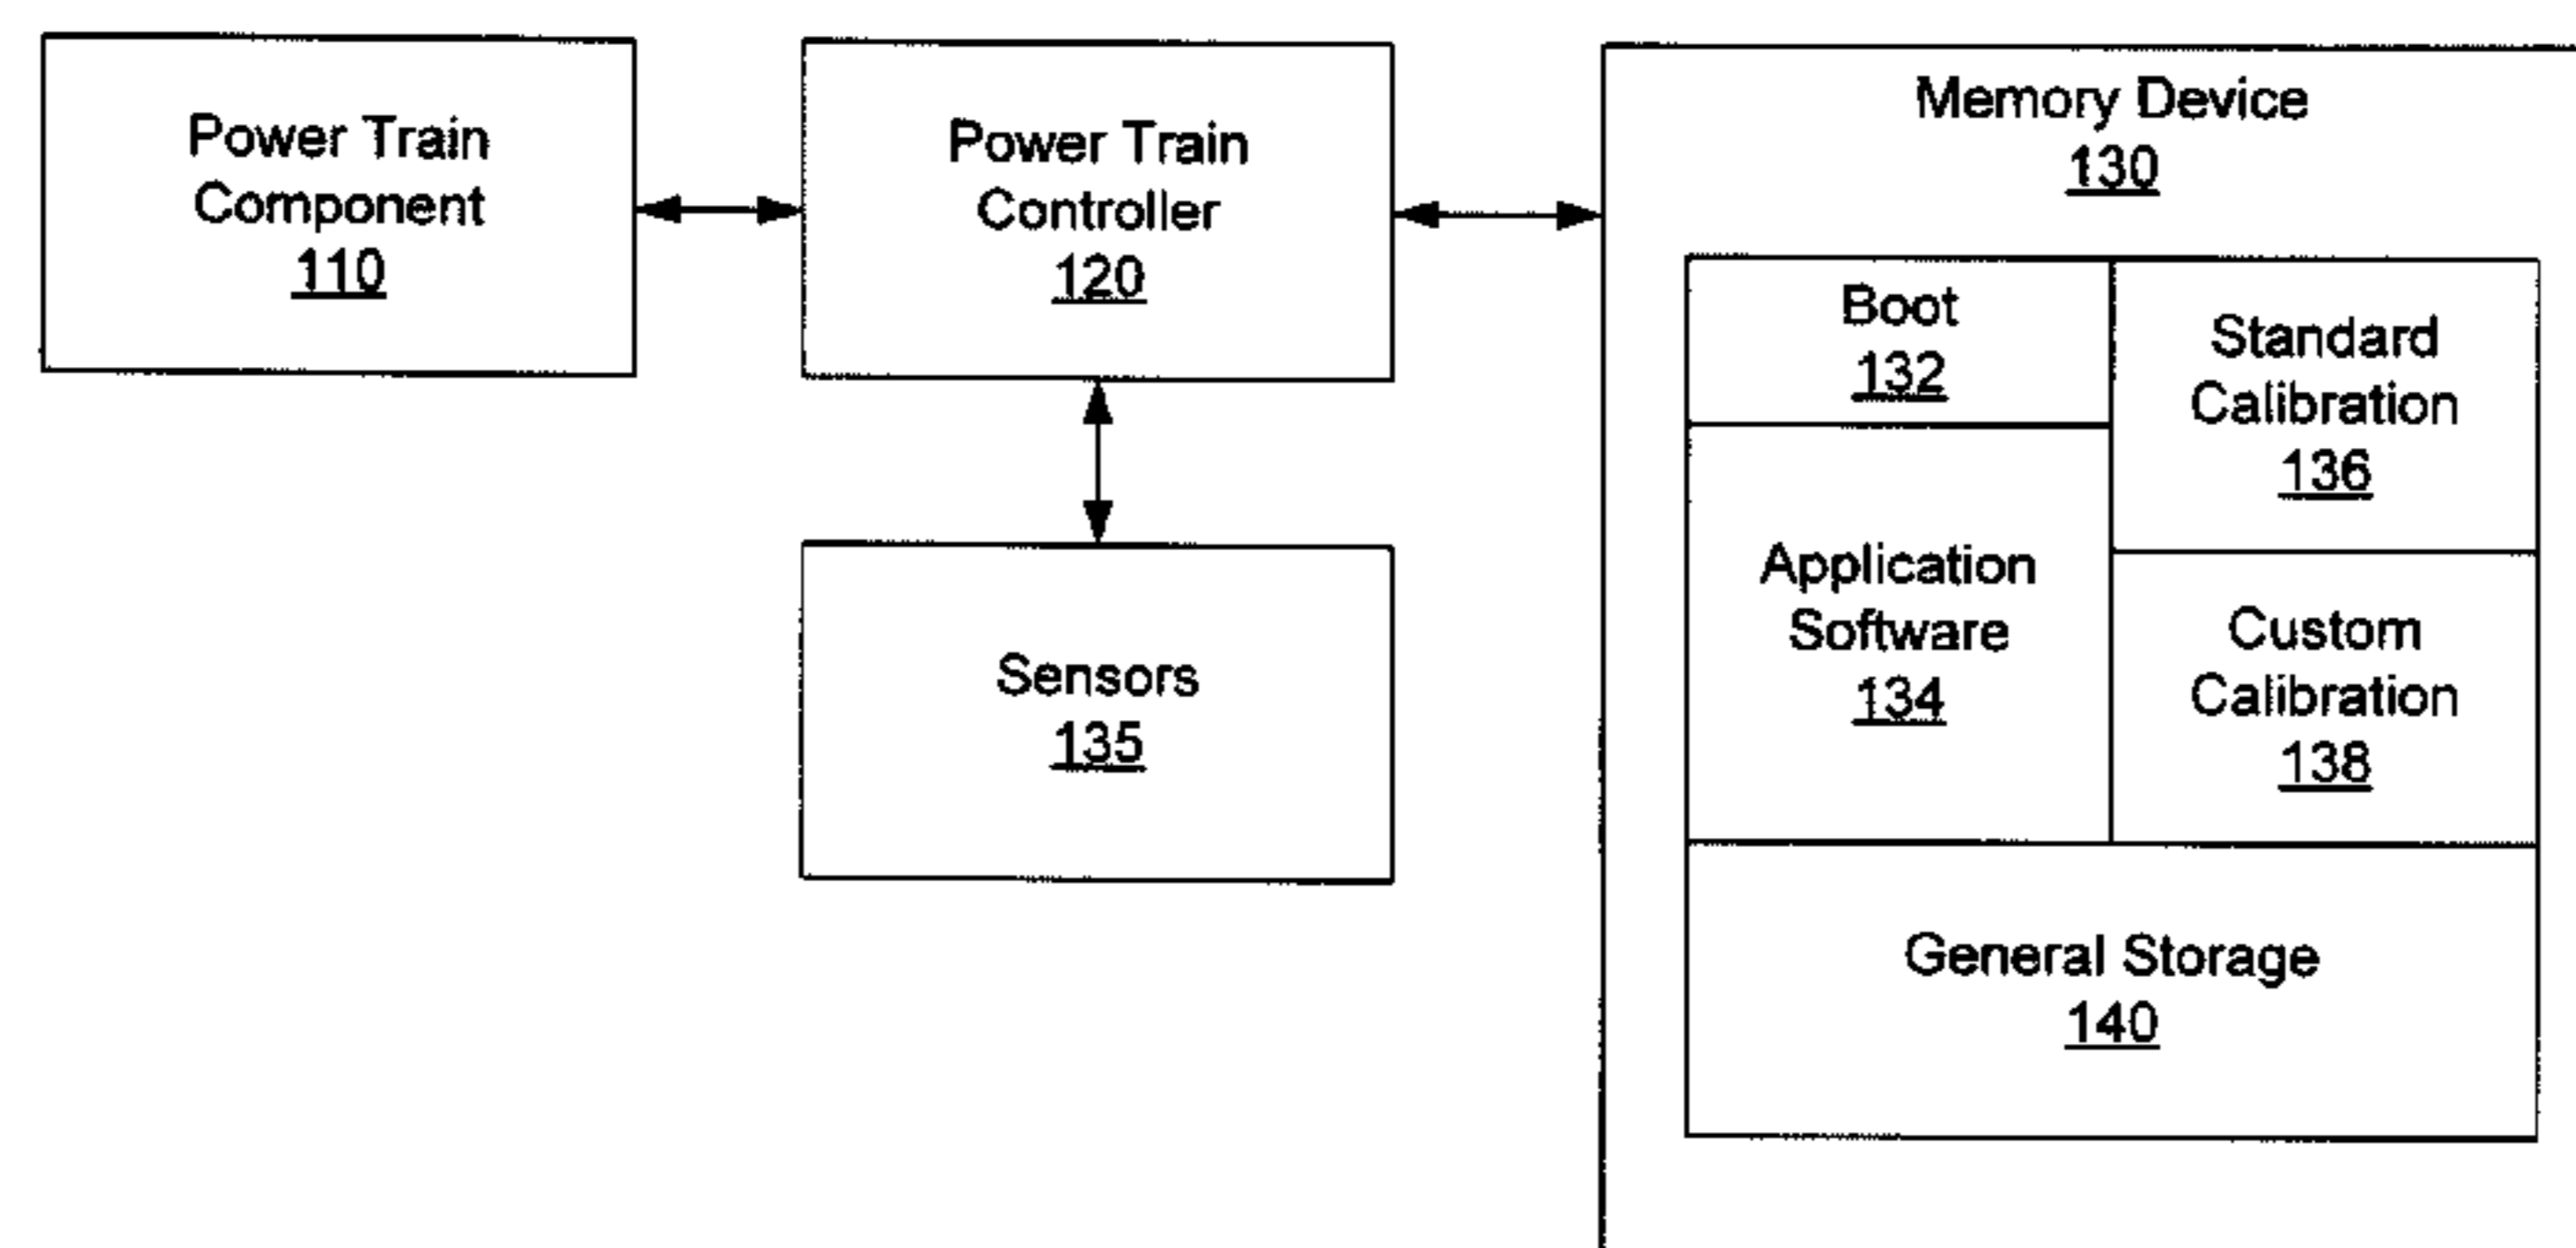 Power Train
Component
110
Power Train
Controller
120
Sensors
135
Memory Device
130
Boot
132
Application
Software
134
Standard
Calibration
136
Custom
Calibration
138
General Storage
140